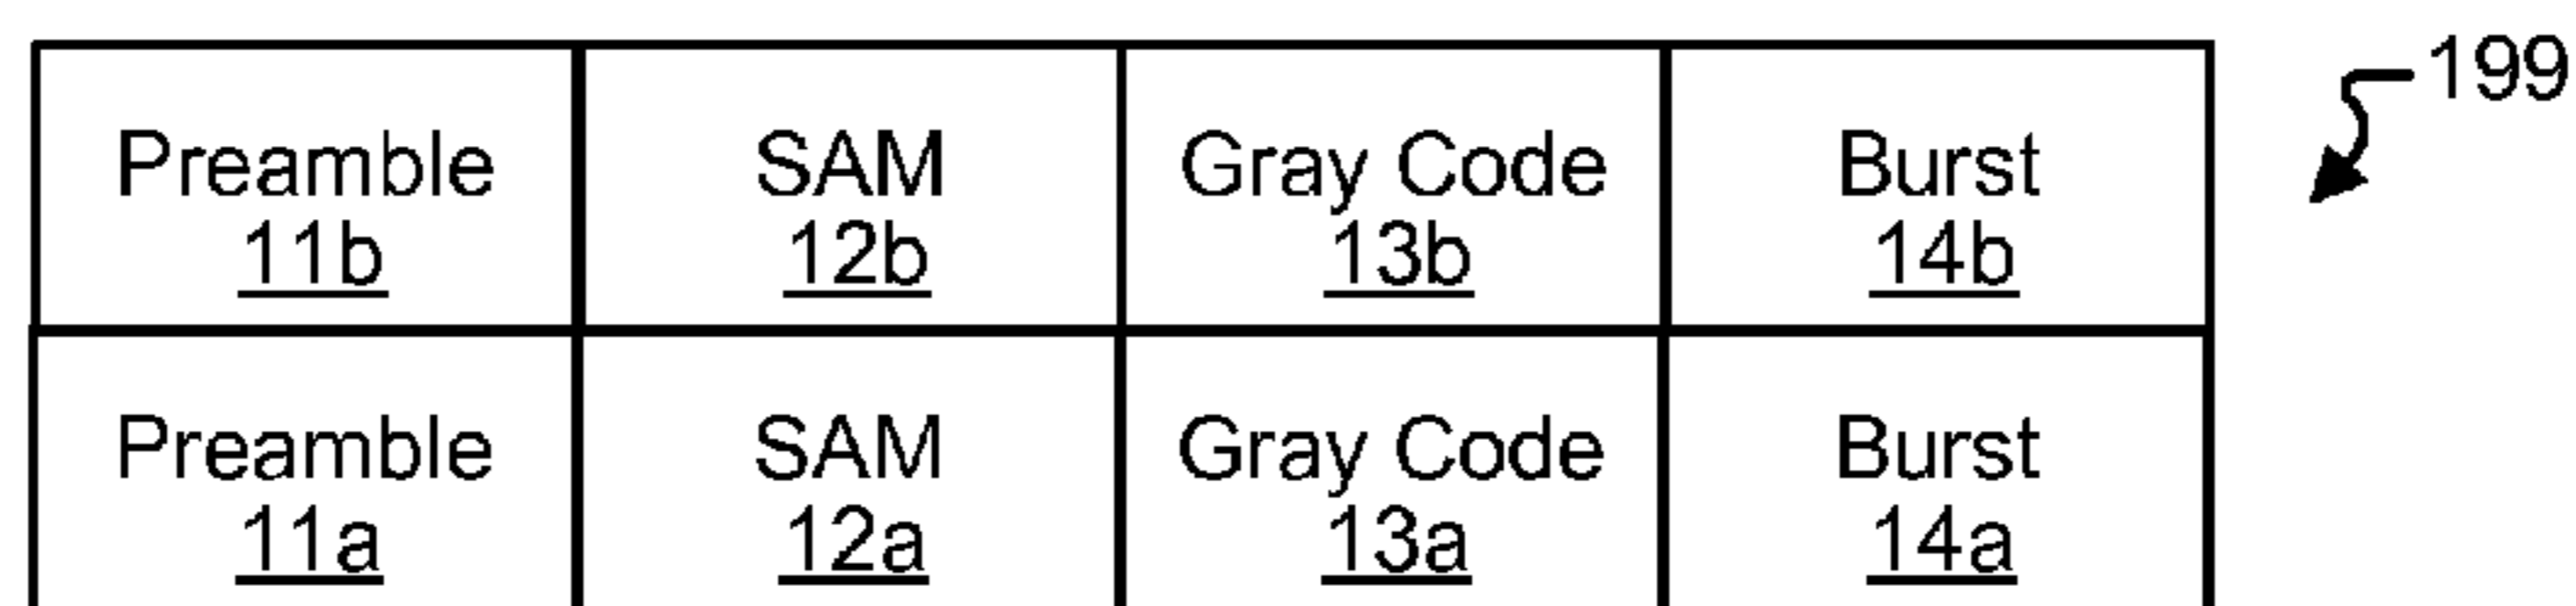 199
Preamble SAM Gray Code Burst
11b 12b 13b 14b
Preamble SAM Gray Code Burst
11a 12a 13a 14a